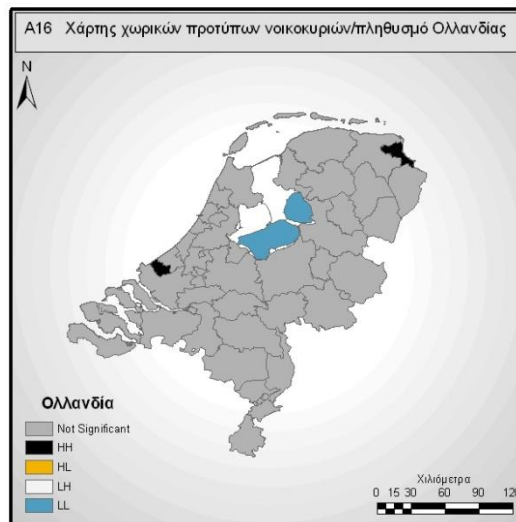 A16 Χάρτης χωρικών προτύπων νοικοκυριών/πληθυσμό Ολλανδίας
N
Ολλανδία
Not Significant
HH
HL
LH
LL
Χιλιόμετρα
0 15 30 60 90 120